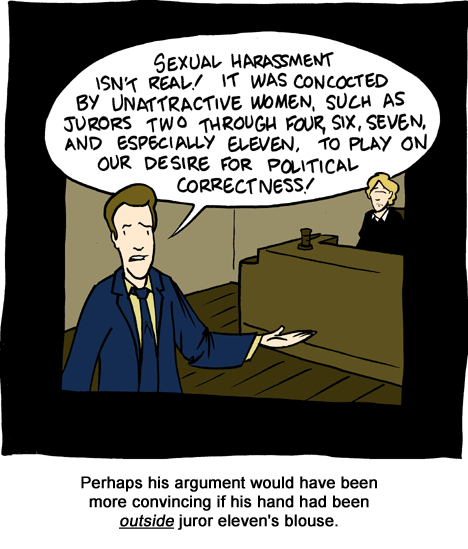 SEXUAL HARASSMENT
ISN'T REAL! IT WAS CONCOCTED
BY UNATTRACTIVE WOMEN, SUCH AS
JURORS TWO THROUGH FOUR, SIX, SEVEN,
AND ESPECIALLY ELEVEN, TO PLAY ON
OUR DESIRE FOR POLITICAL
CORRECTNESS!
Perhaps his argument would have been
more convincing if his hand had been
outside juror eleven's blouse.